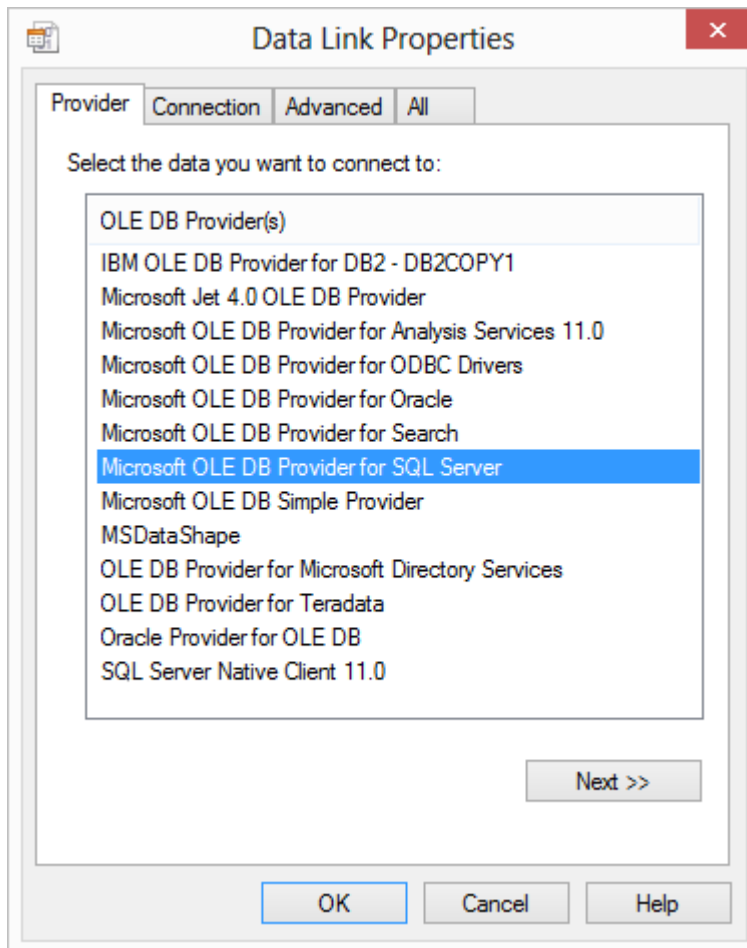 Data Link Properties
Provider Connection Advanced All
Select the data you want to connect to:
OLE DB Provider(s)
IBM OLE DB Provider for DB2 - DB2COPY1
Microsoft Jet 4.0 OLE DB Provider
Microsoft OLE DB Provider for Analysis Services 11.0
Microsoft OLE DB Provider for ODBC Drivers
Microsoft OLE DB Provider for Oracle
Microsoft OLE DB Provider for Search
Microsoft OLE DB Provider for SQL Server
Microsoft OLE DB Simple Provider
MSDataShape
OLE DB Provider for Microsoft Directory Services
OLE DB Provider for Teradata
Oracle Provider for OLE DB
SQL Server Native Client 11.0
Next >>
OK Cancel Help